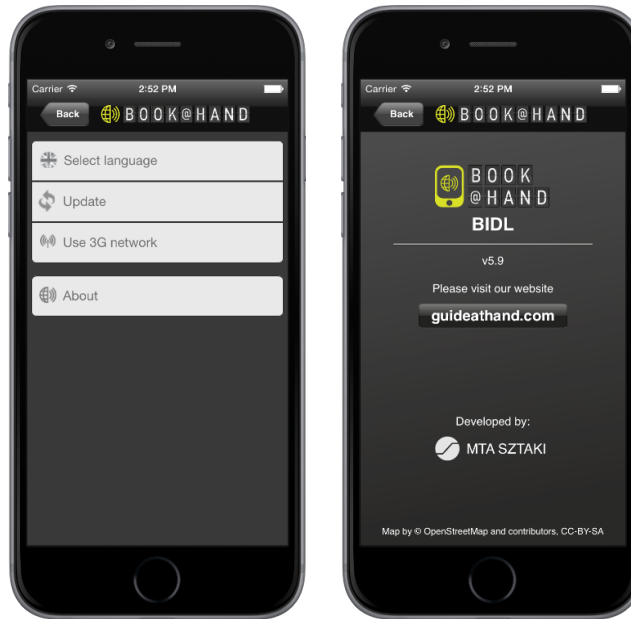 Carrier 2:52 PM
Back BOOK@HAND
Select language
Update
Use 3G network
About
Carrier 2:52 PM
Back BOOK@HAND
BOOK
@HAND
BIDL
v5.9
Please visit our website
guideathand.com
Developed by:
MTA SZTAKI
Map by © OpenStreetMap and contributors, CC-BY-SA